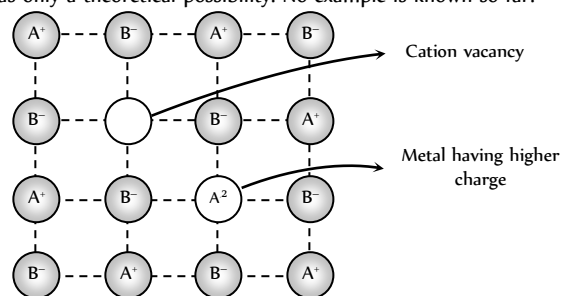 as only a theoretical possibility. No example is known so far.
A⁺ B⁻ A⁺ B⁻
Cation vacancy
B⁻ B⁻ A⁺
Metal having higher
charge
A⁺ B⁻ A² B⁻
B⁻ A⁺ B⁻ A⁺